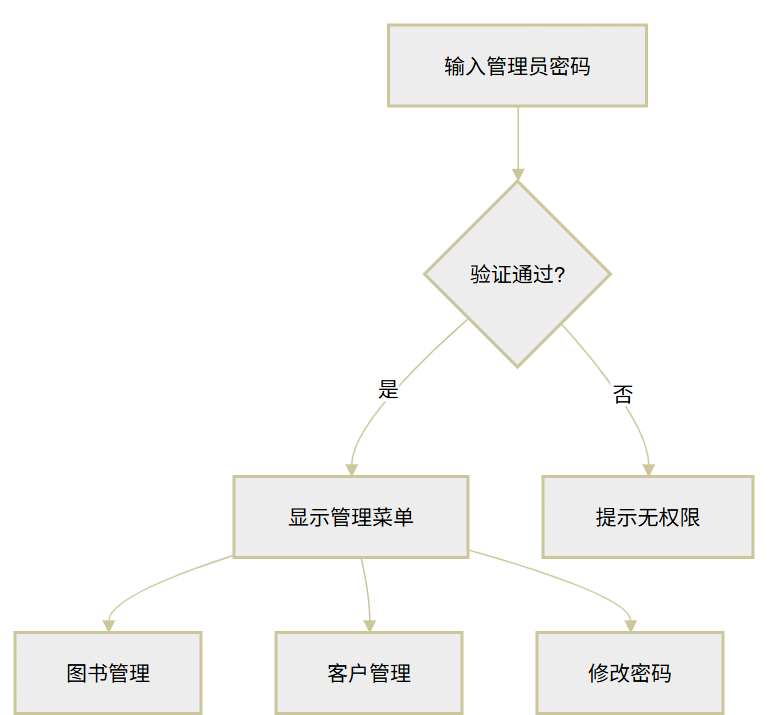 输入管理员密码
验证通过?
是
否
显示管理菜单
提示无权限
图书管理
客户管理
修改密码